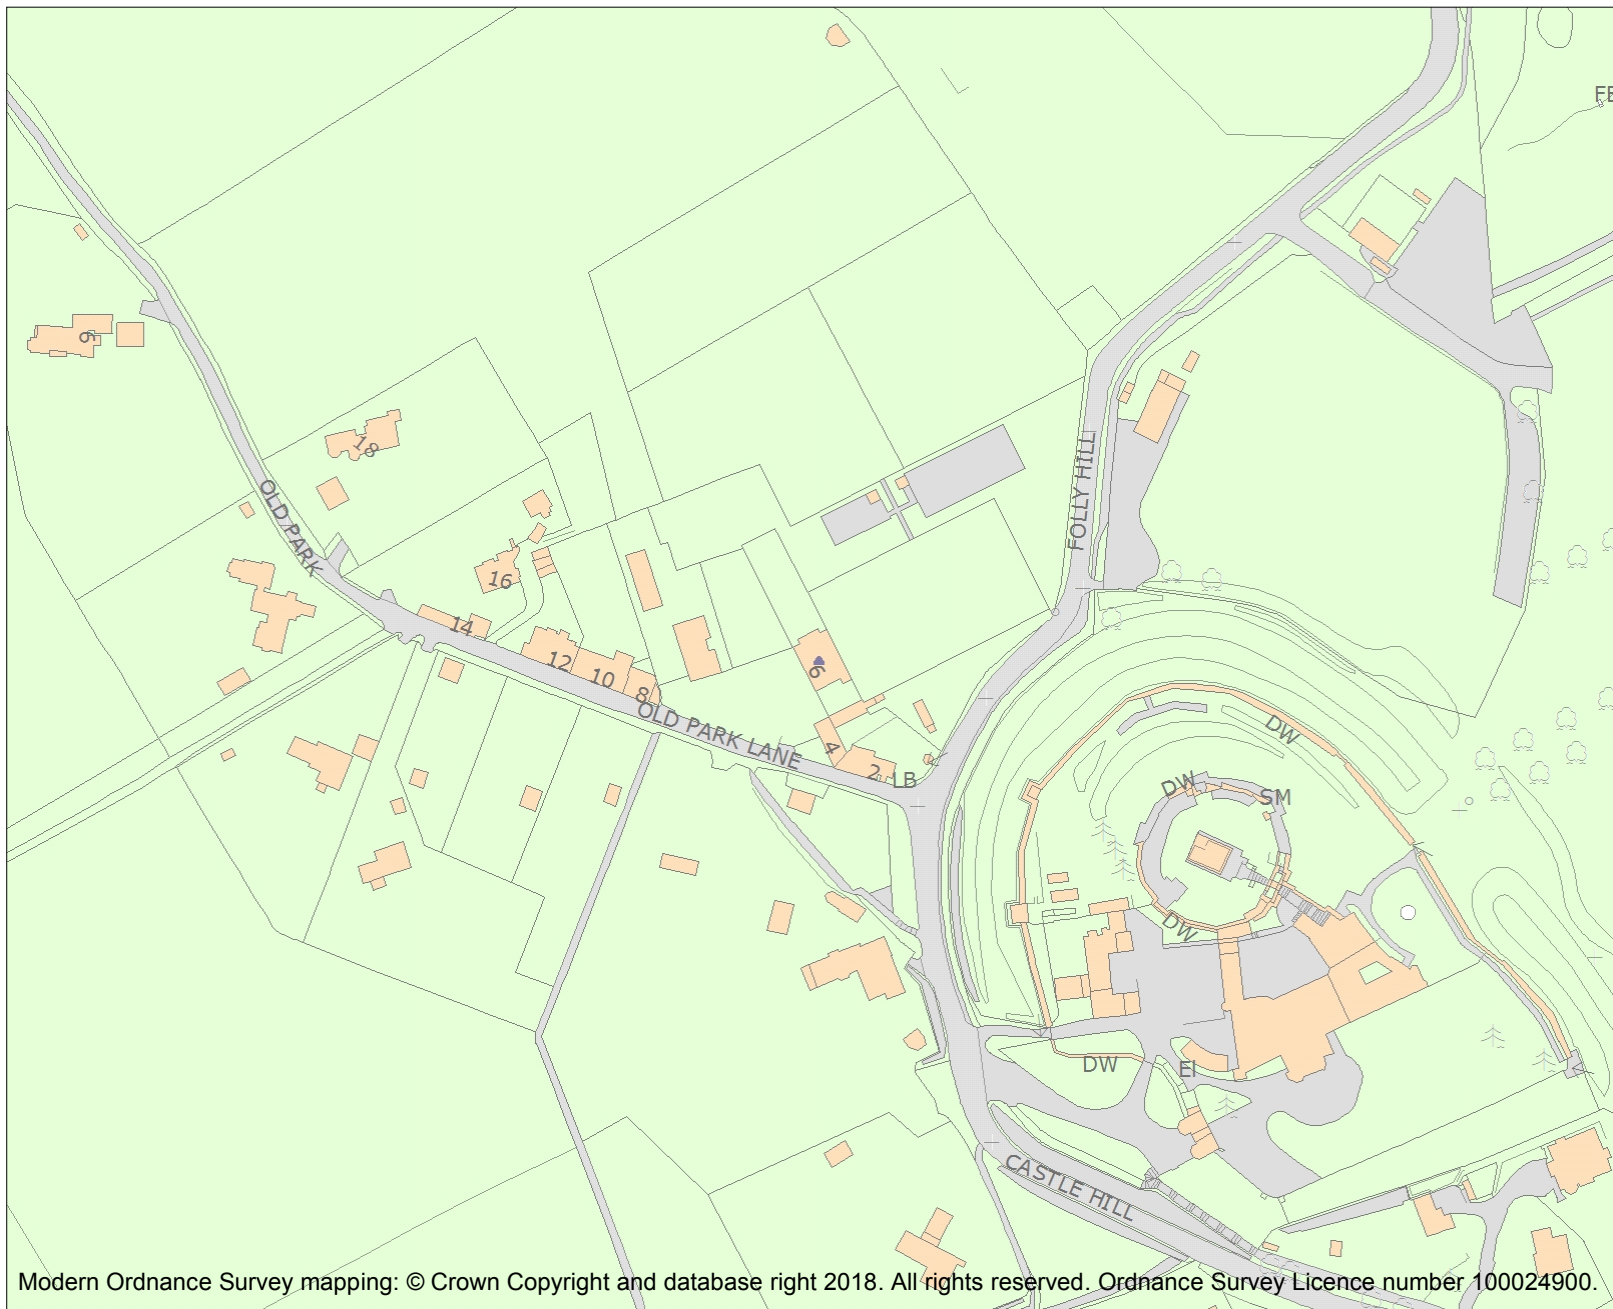 FE
6
18
OLD PARK
FOLLY HILL
16
14
12
10
8
6
OLD PARK LANE
4
2
LB
DW
DW
SM
DW
DW
EI
CASTLE HILL
Modern Ordnance Survey mapping: © Crown Copyright and database right 2018. All rights reserved. Ordnance Survey Licence number 100024900.